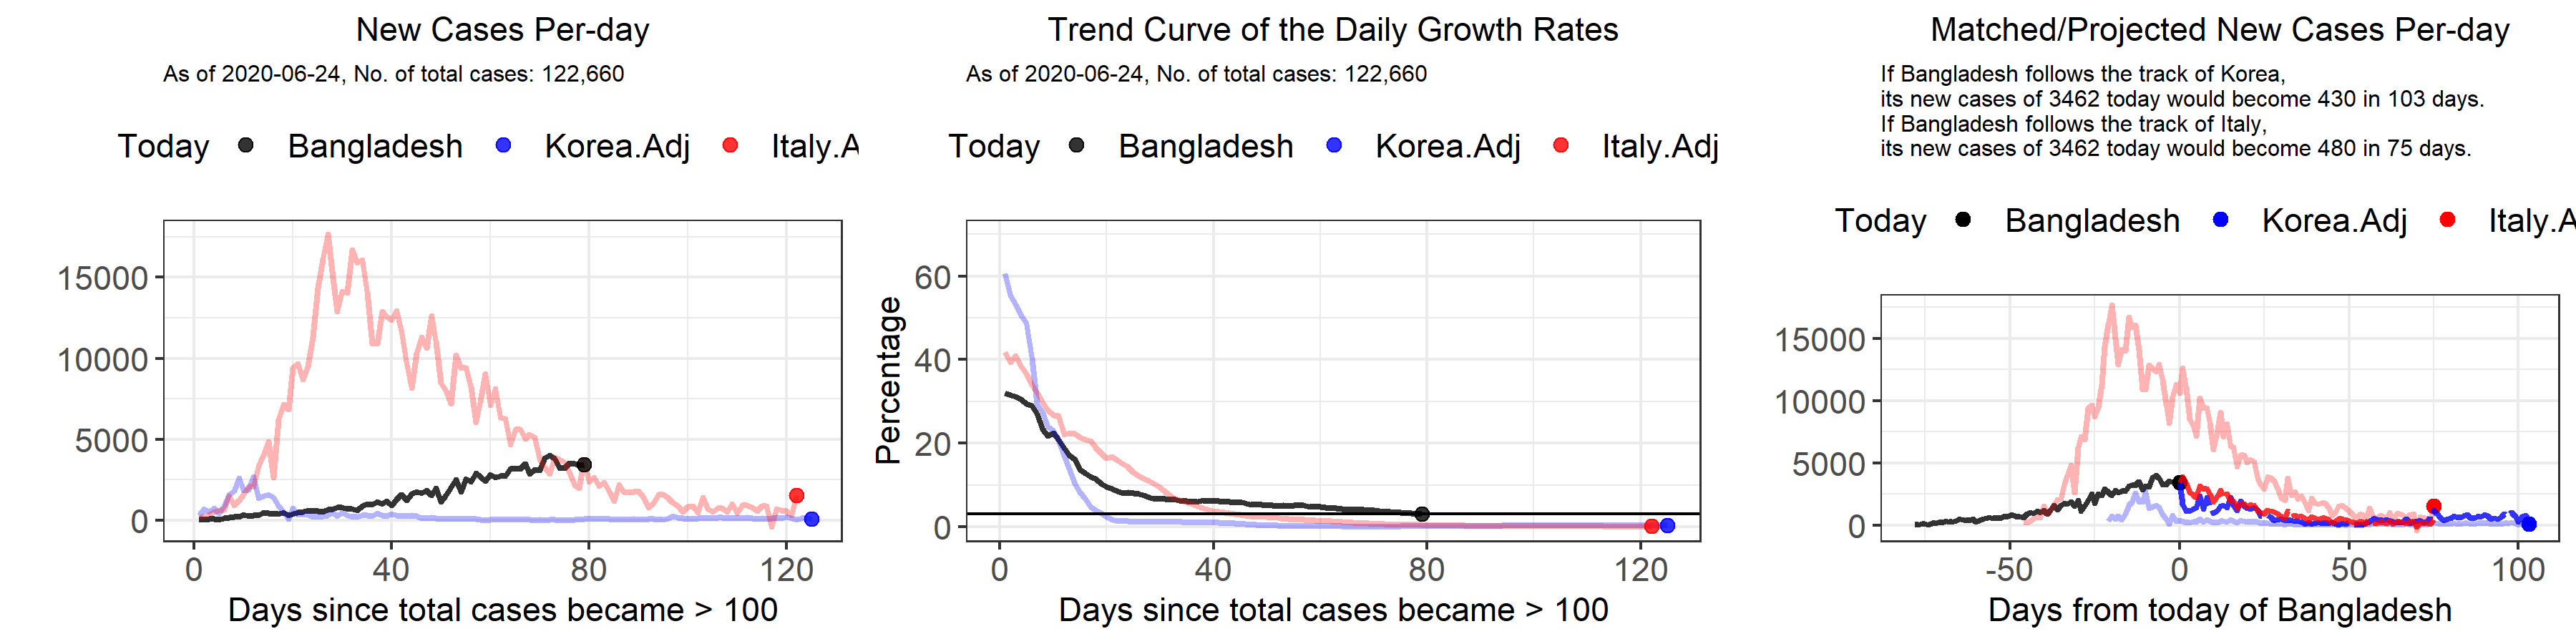 New Cases Per-day
As of 2020-06-24, No. of total cases: 122,660
Today Bangladesh Korea.Adj Italy.A
15000
10000
5000
0
0 40 80 120
Days since total cases became > 100
Trend Curve of the Daily Growth Rates
As of 2020-06-24, No. of total cases: 122,660
Today Bangladesh Korea.Adj Italy.Adj
Percentage
60
40
20
0
0 40 80 120
Days since total cases became > 100
Matched/Projected New Cases Per-day
If Bangladesh follows the track of Korea,
its new cases of 3462 today would become 430 in 103 days.
If Bangladesh follows the track of Italy,
its new cases of 3462 today would become 480 in 75 days.
Today Bangladesh Korea.Adj Italy.A
15000
10000
5000
0
-50 0 50 100
Days from today of Bangladesh